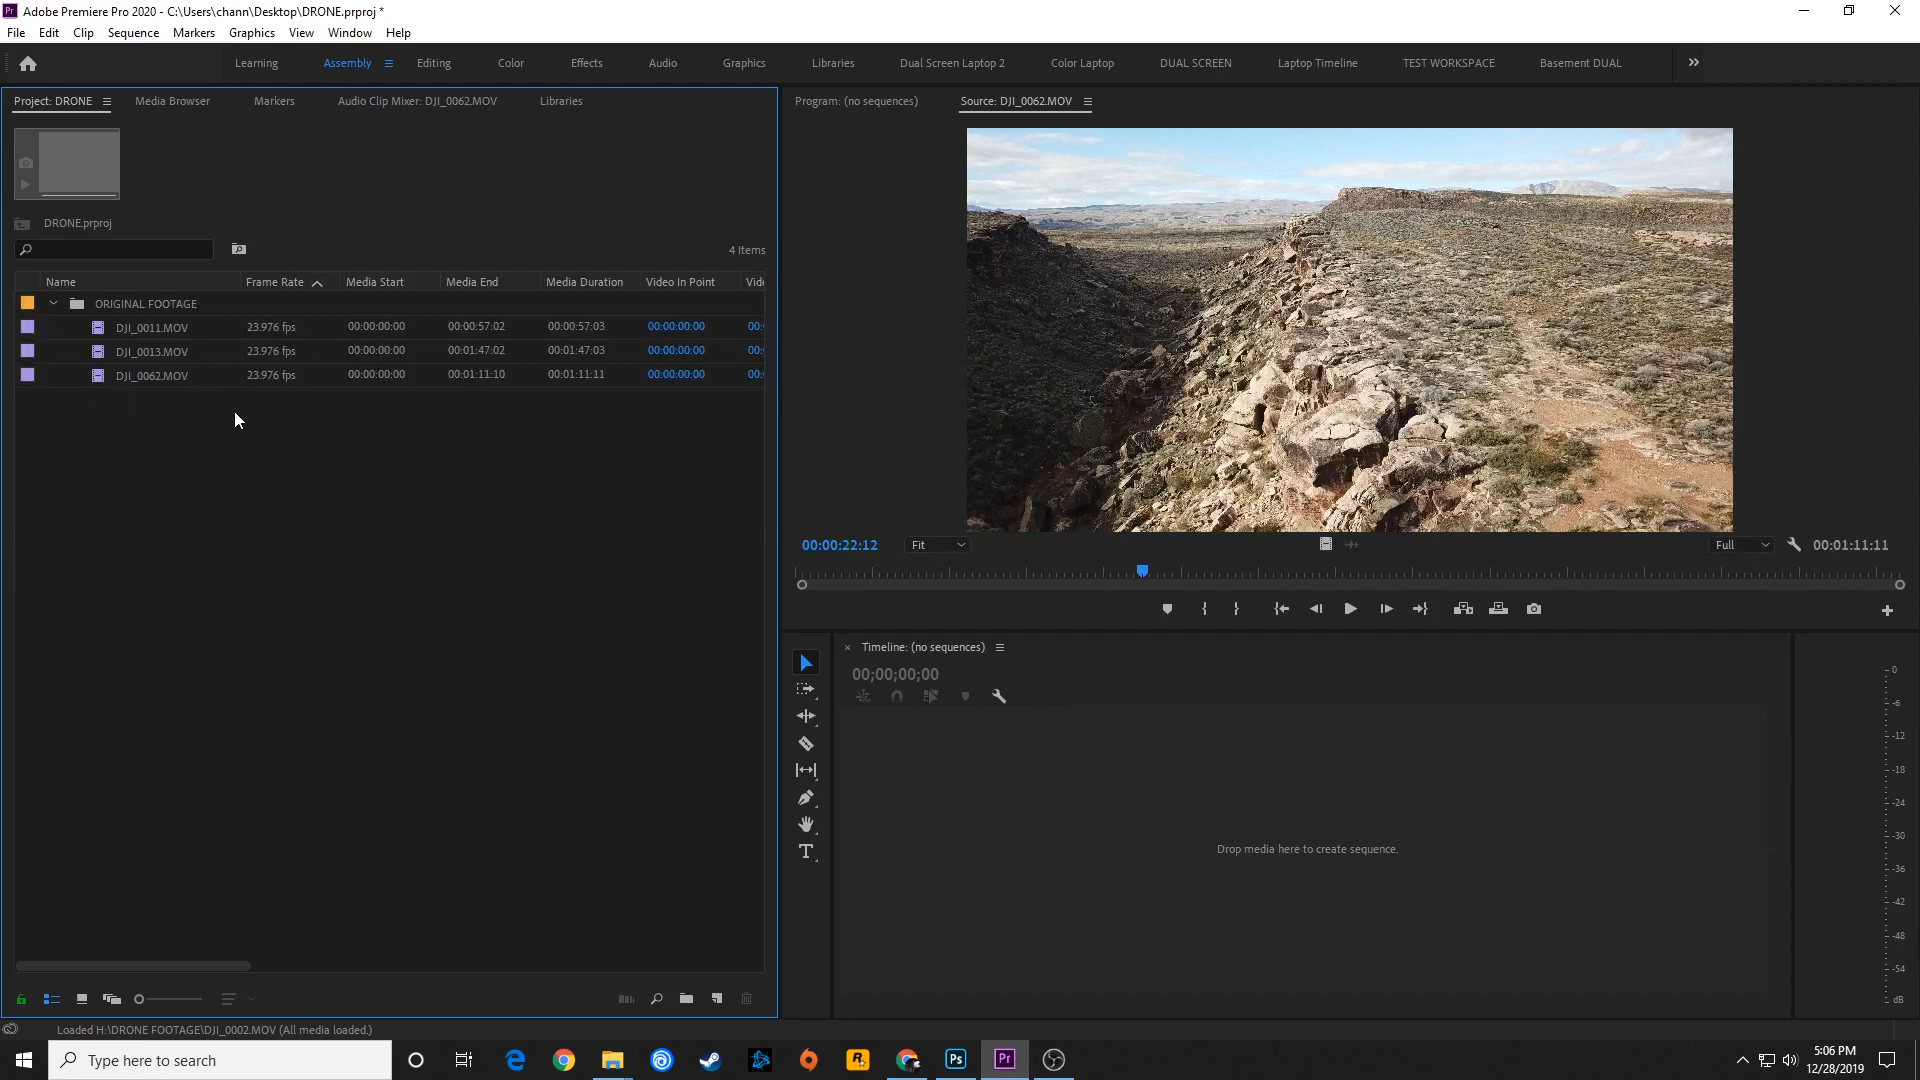 Adobe Premiere Pro 2020 - C:\Users\chann\Desktop\DRONE.prproj *
File Edit Clip Sequence Markers Graphics View Window Help
Learning Assembly Editing Color Effects Audio Graphics Libraries Dual Screen Laptop 2 Color Laptop DUAL SCREEN Laptop Timeline TEST WORKSPACE Basement DUAL
Project: DRONE Media Browser Markers Audio Clip Mixer: DJI_0062.MOV Libraries
Program: (no sequences) Source: DJI_0062.MOV
DRONE.prproj
4 Items
Name Frame Rate Media Start Media End Media Duration Video In Point Vide
ORIGINAL FOOTAGE
DJI_0011.MOV 23.976 fps 00:00:00:00 00:00:57:02 00:00:57:03 00:00:00:00 00:
DJI_0013.MOV 23.976 fps 00:00:00:00 00:01:47:02 00:01:47:03 00:00:00:00 00:
DJI_0062.MOV 23.976 fps 00:00:00:00 00:01:11:10 00:01:11:11 00:00:00:00 00:
00:00:22:12 Fit Full 00:01:11:11
Timeline: (no sequences)
00;00;00;00
Drop media here to create sequence.
0
-6
-12
-18
-24
-30
-36
-42
-48
-54
dB
Loaded H:\DRONE FOOTAGE\DJI_0002.MOV (All media loaded.)
Type here to search
Ps
Pr
5:06 PM
12/28/2019